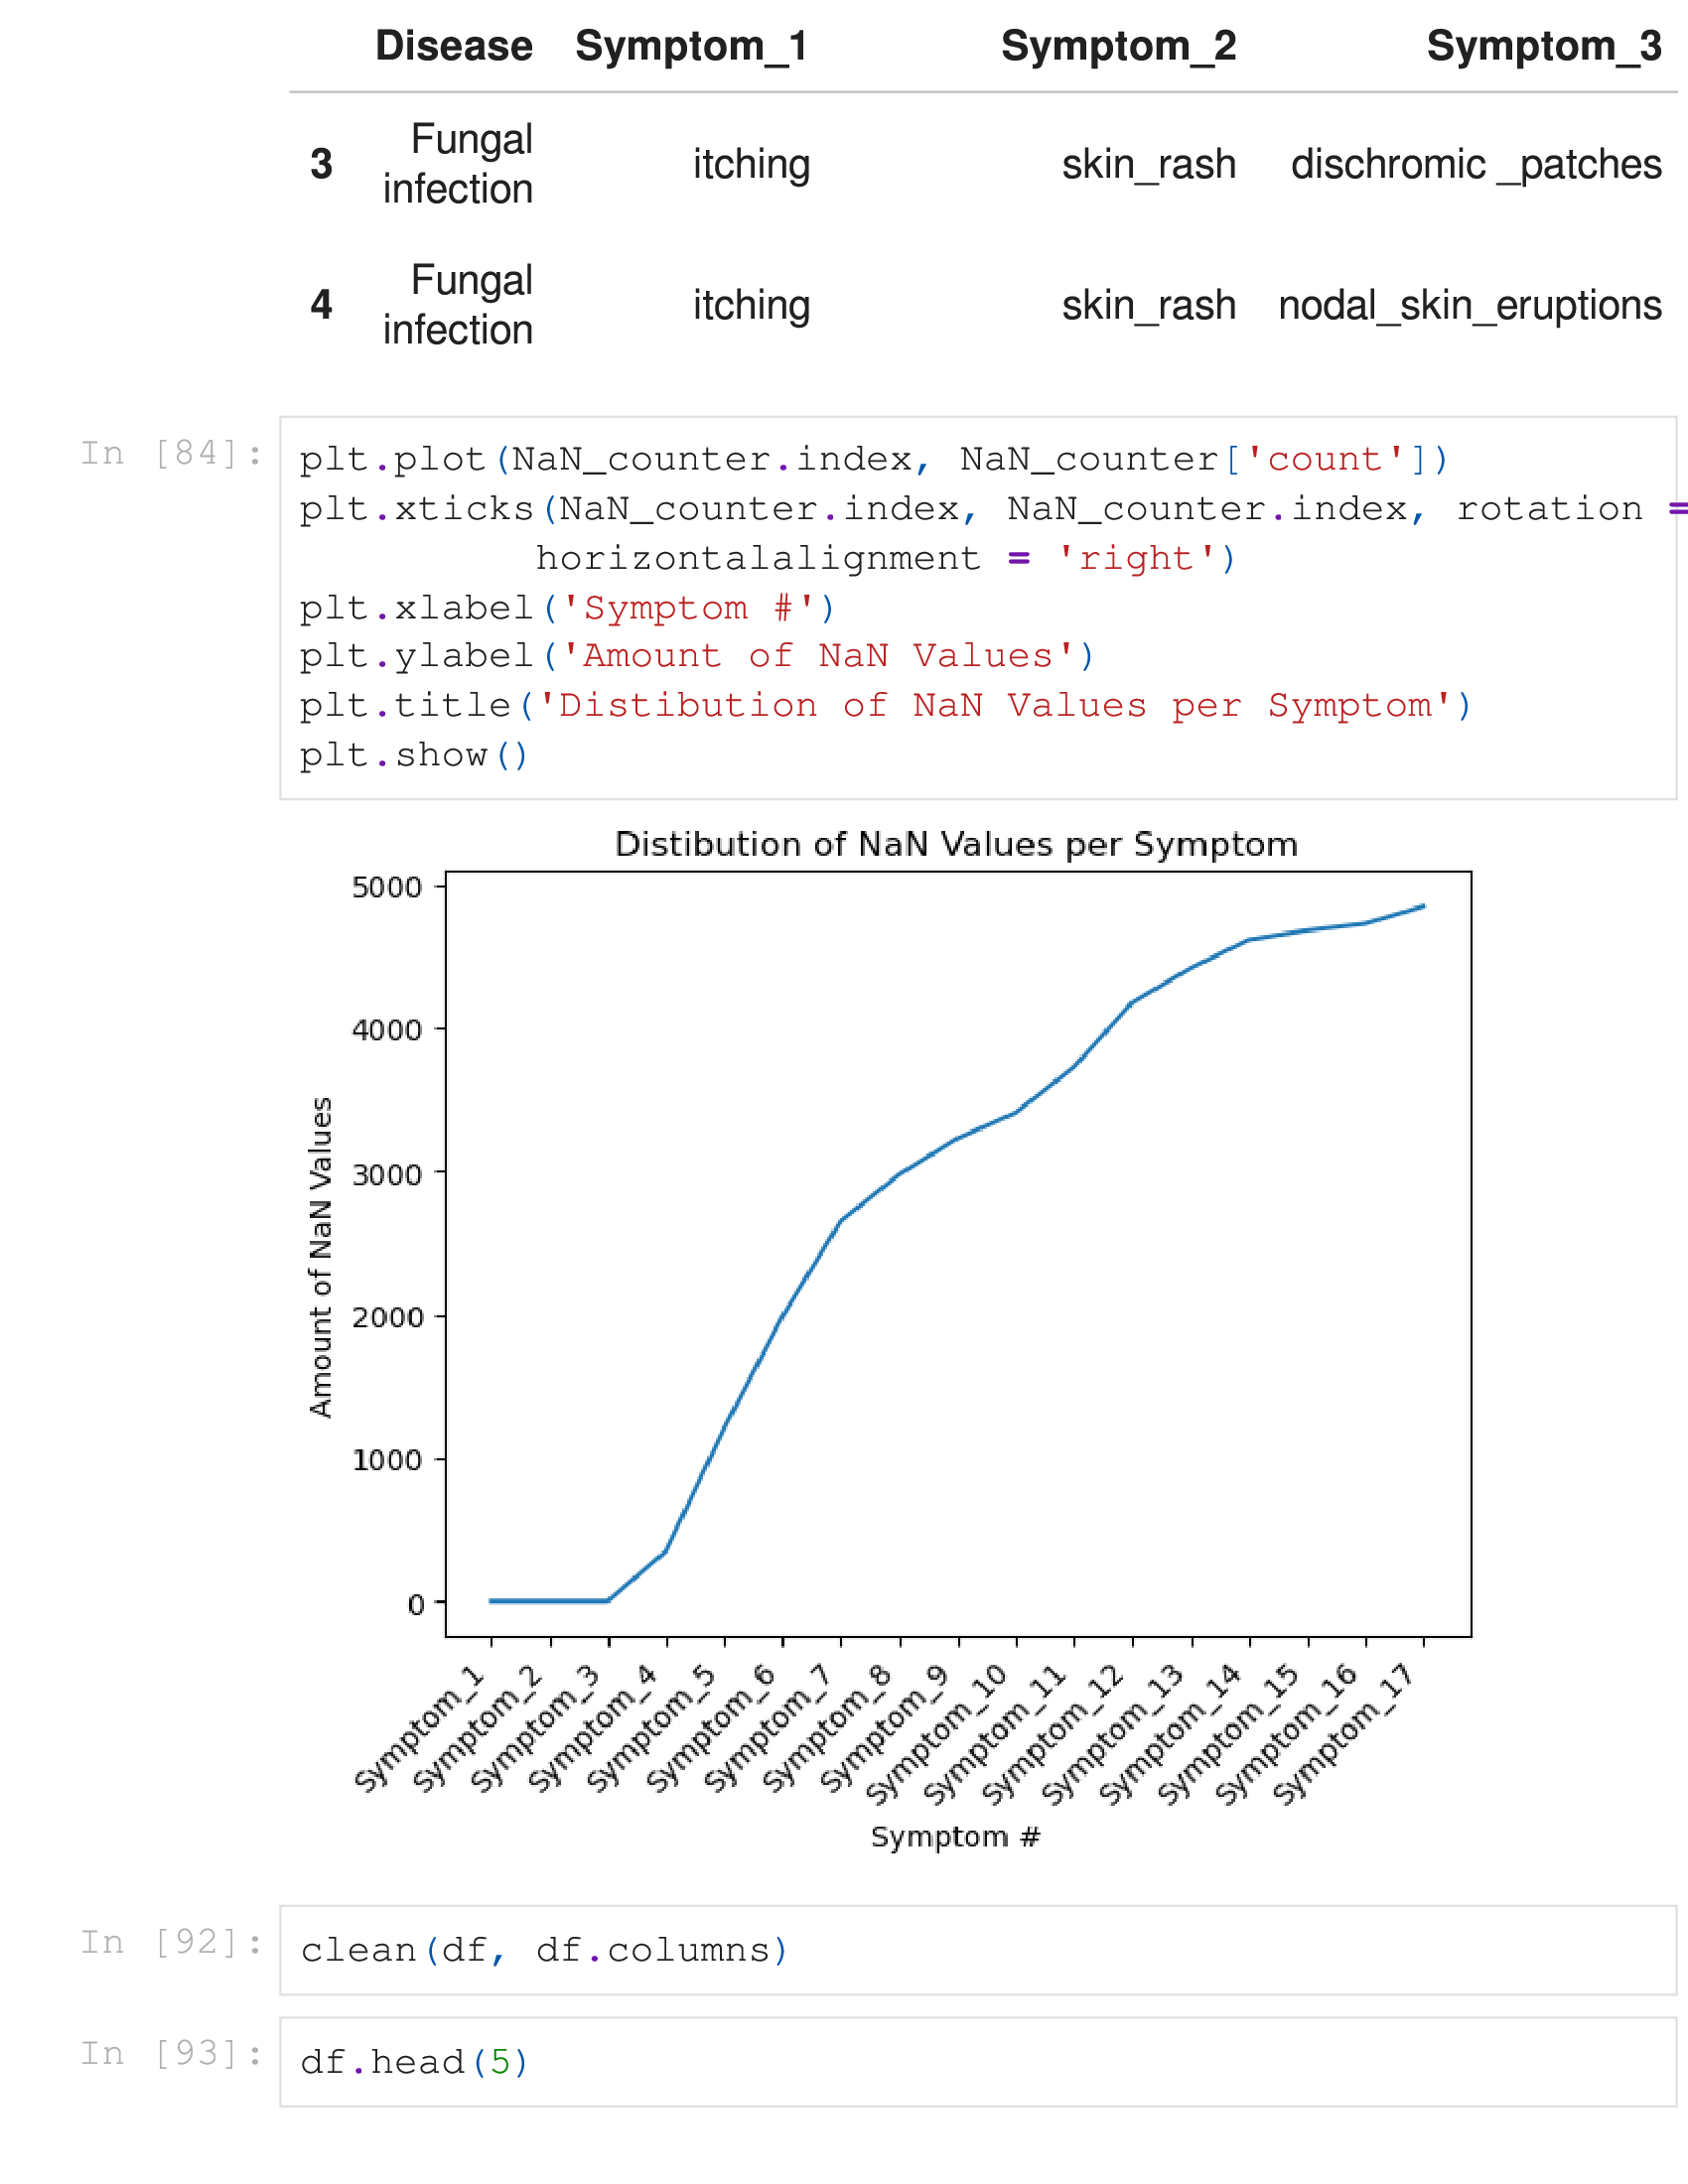 Disease Symptom_1 Symptom_2 Symptom_3
3 Fungal infection itching skin_rash dischromic _patches
4 Fungal infection itching skin_rash nodal_skin_eruptions
In [84]:
plt.plot(NaN_counter.index, NaN_counter['count'])
plt.xticks(NaN_counter.index, NaN_counter.index, rotation =
horizontalalignment = 'right')
plt.xlabel('Symptom #')
plt.ylabel('Amount of NaN Values')
plt.title('Distibution of NaN Values per Symptom')
plt.show()
Distibution of NaN Values per Symptom
5000
4000
3000
2000
1000
0
Amount of NaN Values
Symptom_1
Symptom_2
Symptom_3
Symptom_4
Symptom_5
Symptom_6
Symptom_7
Symptom_8
Symptom_9
Symptom_10
Symptom_11
Symptom_12
Symptom_13
Symptom_14
Symptom_15
Symptom_16
Symptom_17
Symptom #
In [92]:
clean(df, df.columns)
In [93]:
df.head(5)